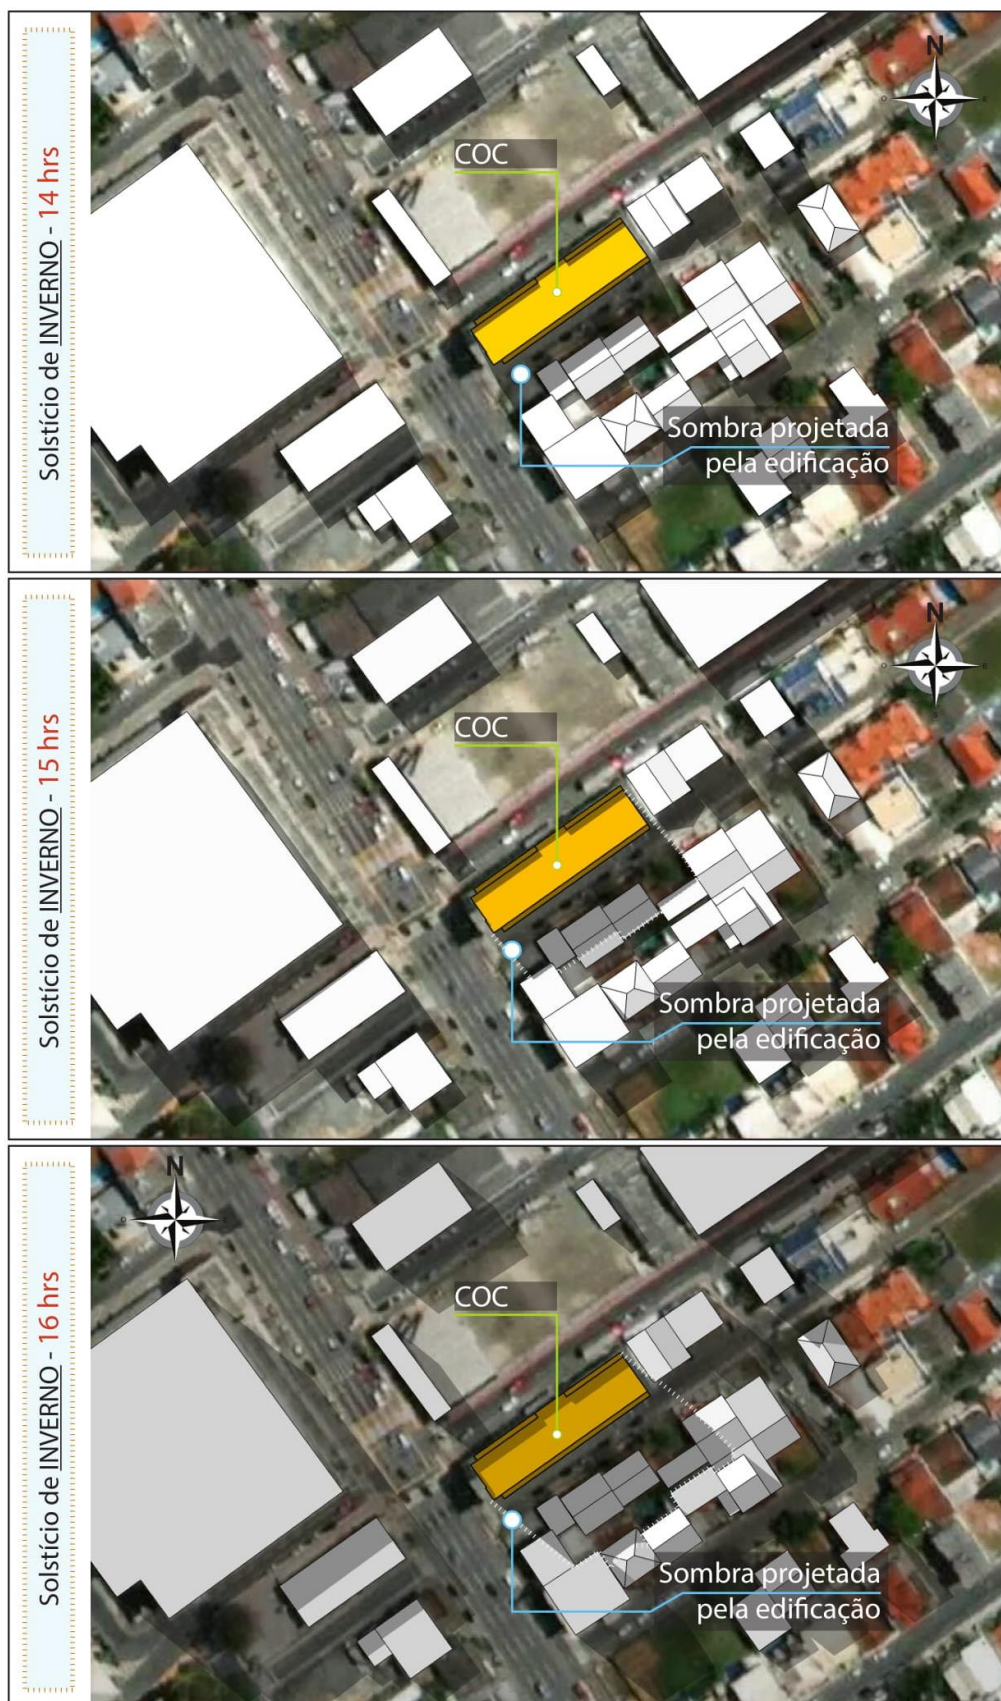 Solstício de INVERNO - 14 hrs
N
COC
Sombra projetada
pela edificação
Solstício de INVERNO - 15 hrs
N
COC
Sombra projetada
pela edificação
Solstício de INVERNO - 16 hrs
N
COC
Sombra projetada
pela edificação